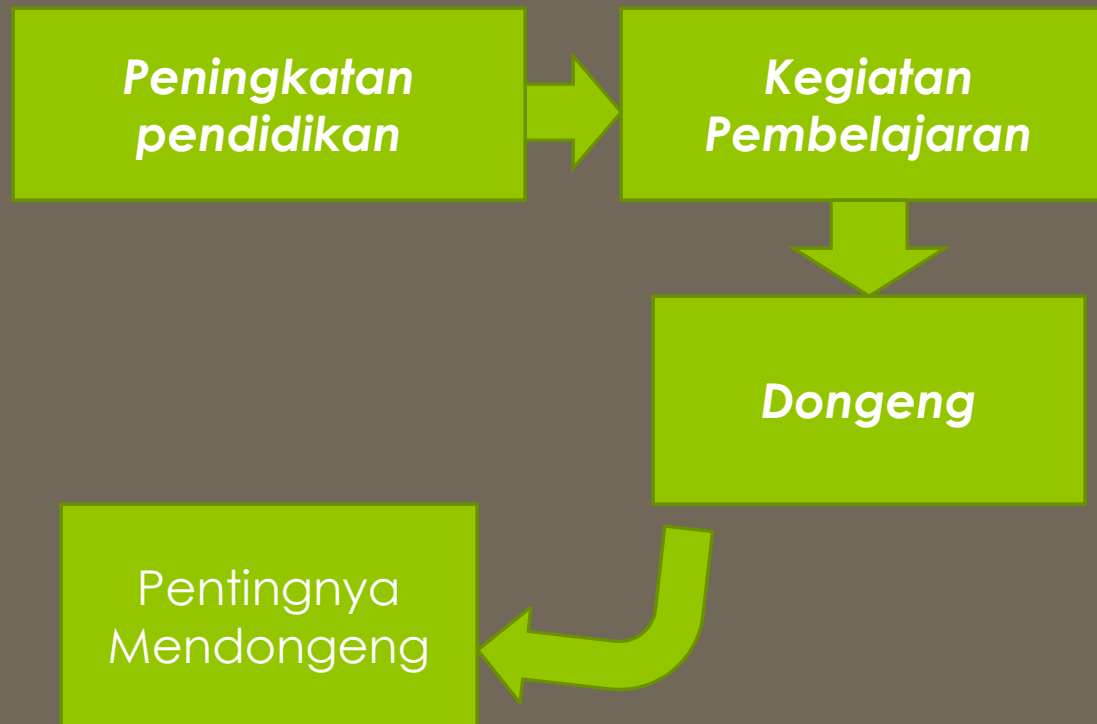 Peningkatan
pendidikan
Kegiatan
Pembelajaran
Dongeng
Pentingnya
Mendongeng